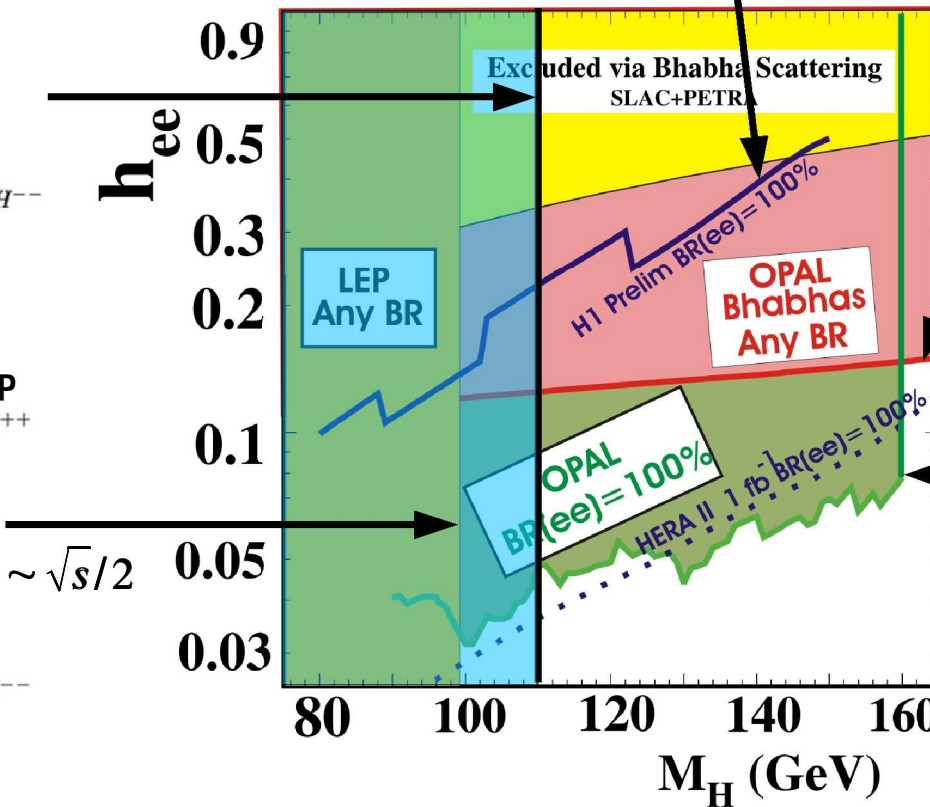 0.9
0.5
0.3
0.2
0.1
0.05
0.03
h_ee
Excluded via Bhabha Scattering
SLAC+PETRA
LEP
Any BR
H1 Prelim BR(ee)=100%
OPAL
Bhabhas
Any BR
P
++
--
OPAL
BR(ee)=100%
HERA II 1 fb^-1 BR(ee)=100%
~ √s/2
--
80 100 120 140 160
M_H (GeV)